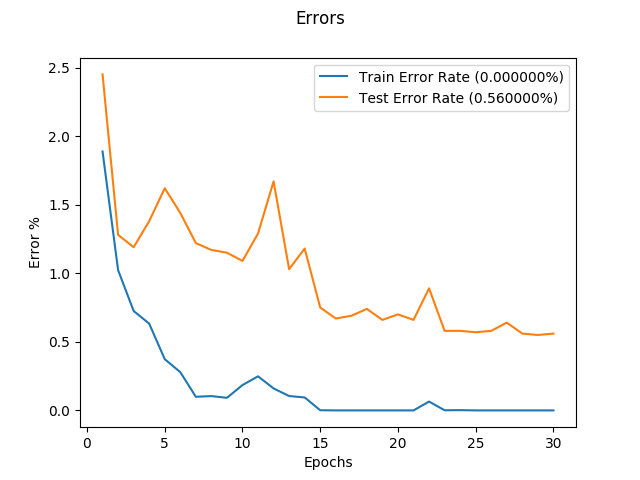 Errors
Train Error Rate (0.000000%)
Test Error Rate (0.560000%)
Error %
2.5
2.0
1.5
1.0
0.5
0.0
0 5 10 15 20 25 30
Epochs